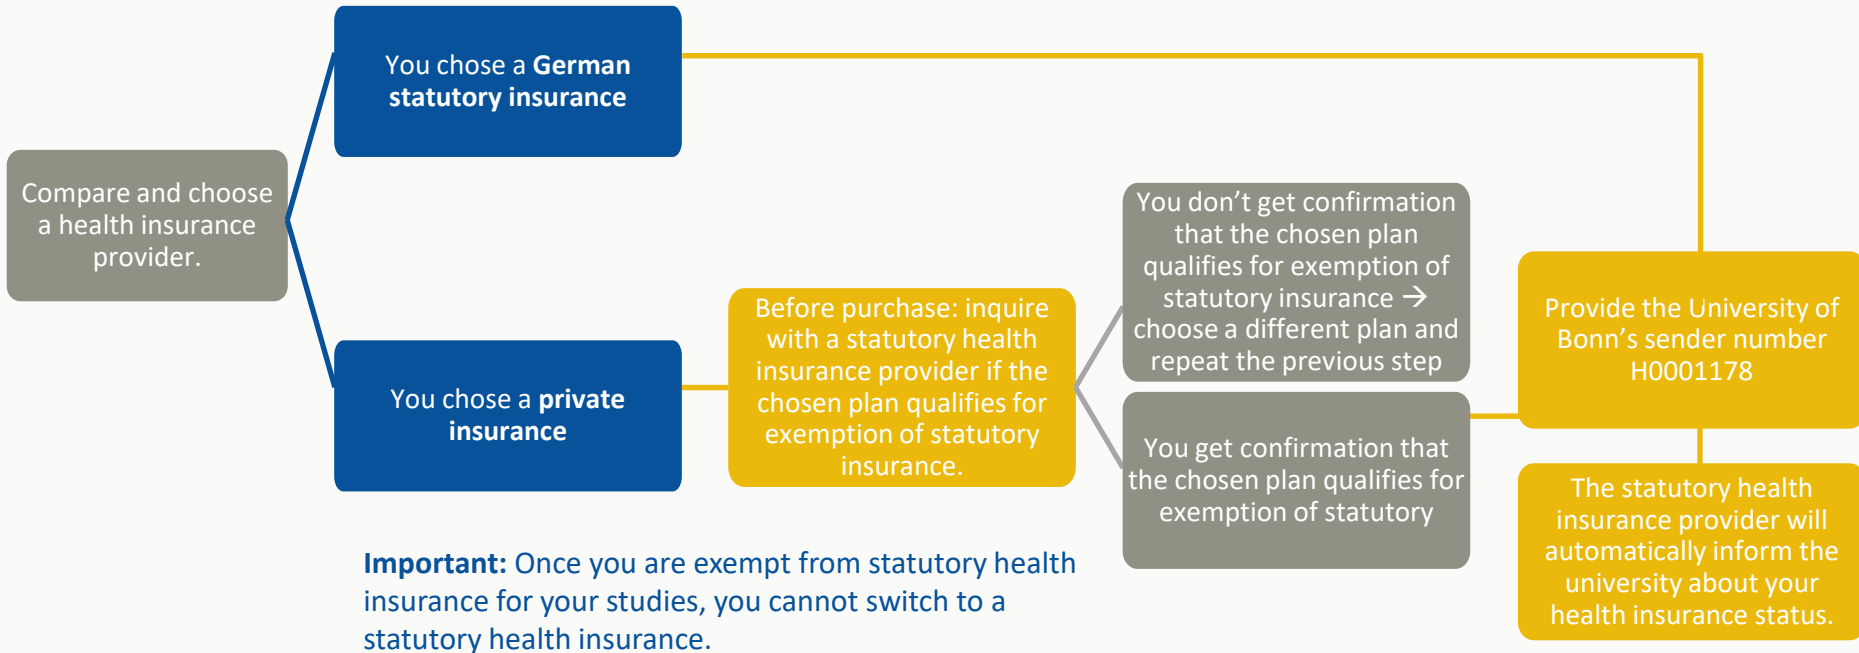 You chose a German
statutory insurance
Compare and choose
a health insurance
provider.
You chose a private
insurance
Before purchase: inquire
with a statutory health
insurance provider if the
chosen plan qualifies for
exemption of statutory
insurance.
You don’t get confirmation
that the chosen plan
qualifies for exemption of
statutory insurance →
choose a different plan and
repeat the previous step
You get confirmation that
the chosen plan qualifies for
exemption of statutory
Provide the University of
Bonn’s sender number
H0001178
The statutory health
insurance provider will
automatically inform the
university about your
health insurance status.
Important: Once you are exempt from statutory health
insurance for your studies, you cannot switch to a
statutory health insurance.